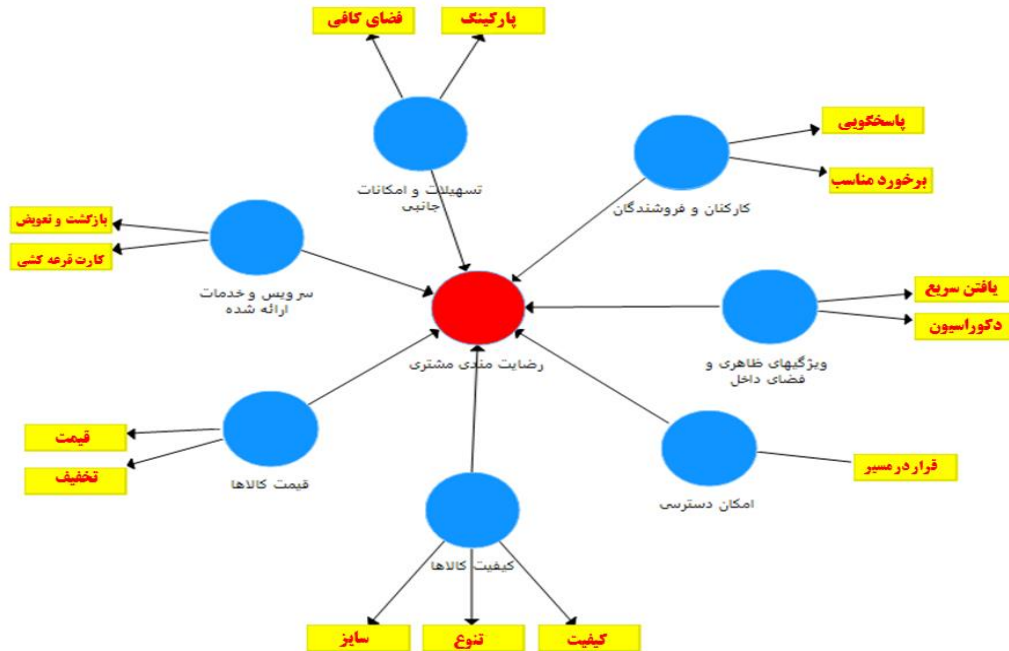 فضای کافی
پارکینگ
تسهیلات و امکانات
جانبی
پاسخگویی
برخورد مناسب
کارکنان و فروشندگان
بازگشت و تعویض
کارت قرعه کشی
سرویس و خدمات
ارائه شده
یافتن سریع
دکوراسیون
ویژگیهای ظاهری و
فضای داخل
رضایت مندی مشتری
قیمت
تخفیف
قیمت کالاها
قرار در مسیر
امکان دسترسی
کیفیت کالاها
کیفیت
تنوع
سایز